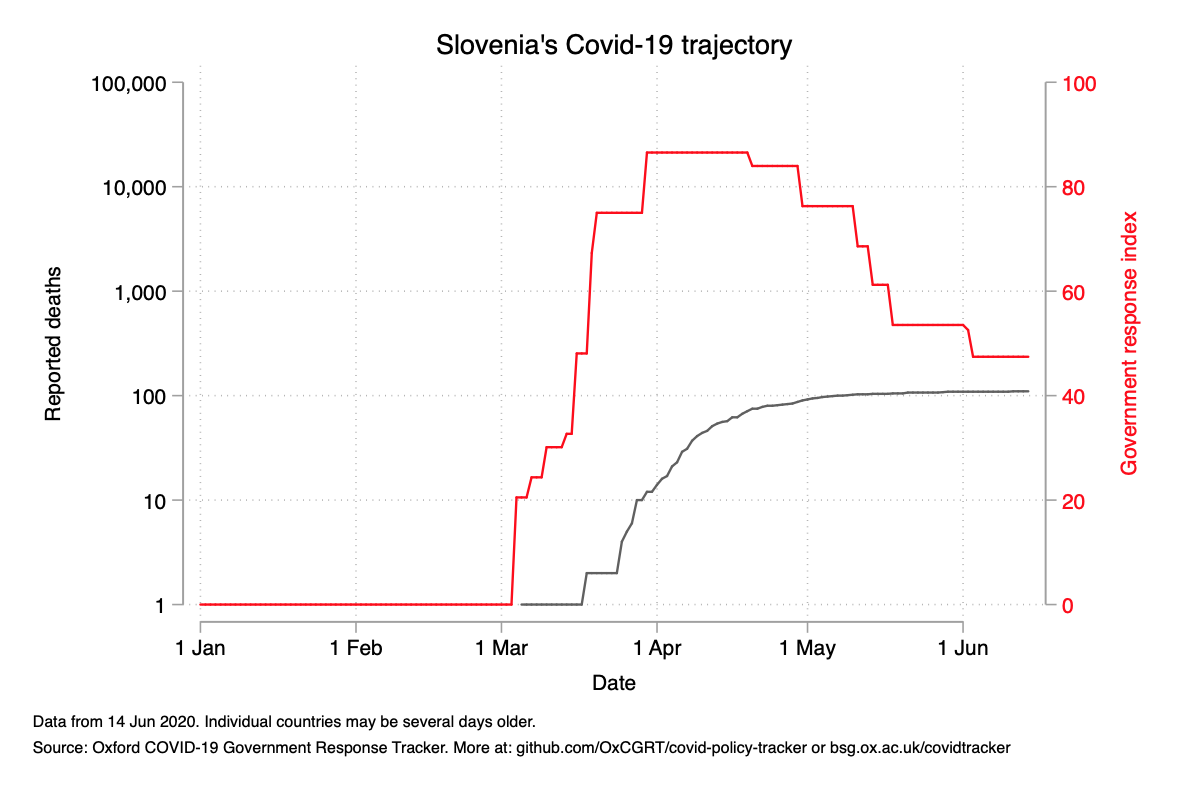 Slovenia's Covid-19 trajectory
100,000
10,000
1,000
100
10
1
Reported deaths
100
80
60
40
20
0
Government response index
1 Jan
1 Feb
1 Mar
1 Apr
1 May
1 Jun
Date
Data from 14 Jun 2020. Individual countries may be several days older.
Source: Oxford COVID-19 Government Response Tracker. More at: github.com/OxCGRT/covid-policy-tracker or bsg.ox.ac.uk/covidtracker